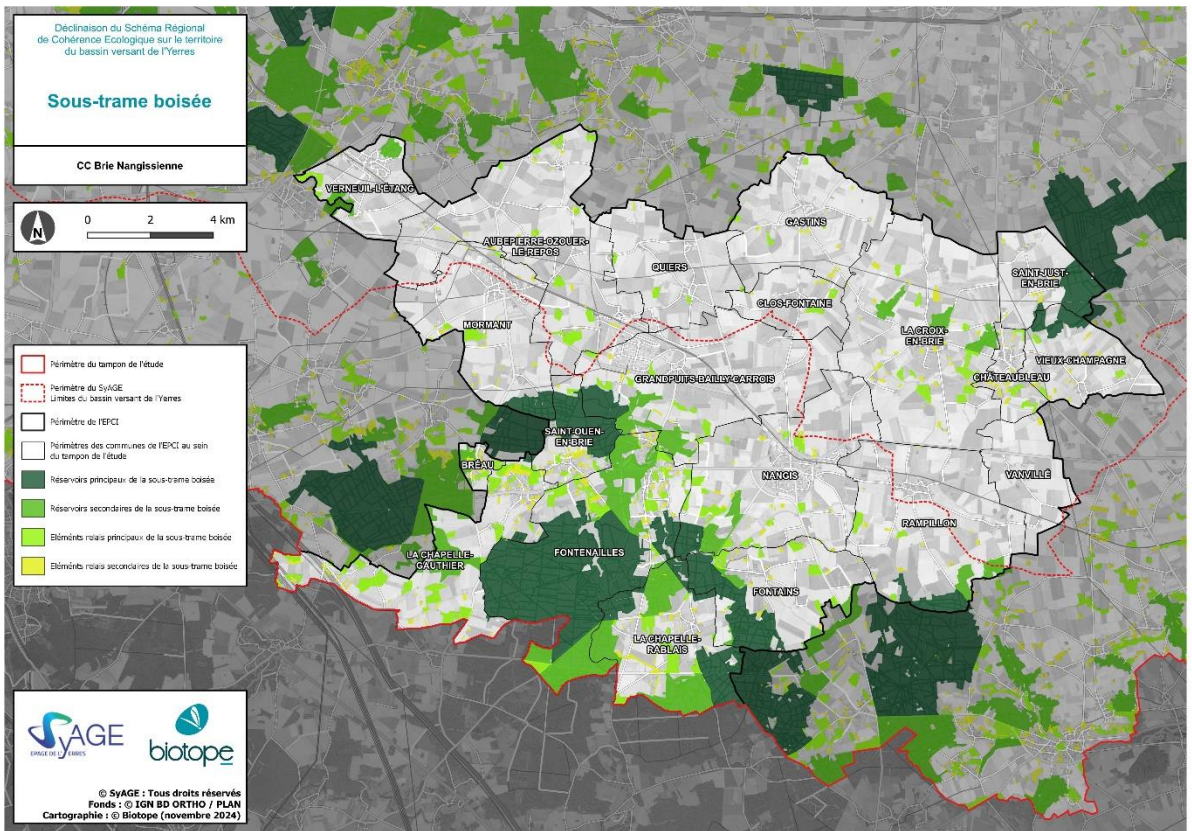 Déclinaison du Schéma Régional
de Cohérence Ecologique sur le territoire
du bassin versant de l'Yerres
Sous-trame boisée
CC Brie Nangissienne
N
0 2 4 km
Périmètre du tampon de l'étude
Perimètre du SyAGE
Limites du bassin versant de l'Yerres
Périmètre de l'EPCI
Périmètres des communes de l'EPCI au sein
du tampon de l'étude
Réservoirs principaux de la sous-trame boisée
Réservoirs secondaires de la sous-trame boisée
Eléments relais principaux de la sous-trame boisée
Eléments relais secondaires de la sous-trame boisée
VERNEUIL-L'ÉTANG
AUBEPIERRE-OZOUER-
LE-REPOS
QUIERS
GASTINS
SAINT-JUST-
EN-BRIE
MORMANT
CLOS-FONTAINE
LA CROIX-
EN-BRIE
VIEUX-CHAMPAGNE
CHÂTEAUBLEAU
GRANDPUITS-BAILLY-CARROIS
SAINT-OUEN-
EN-BRIE
BRÉAU
NANGIS
VANVILLÉ
RAMPILLON
LA CHAPELLE-
GAUTHIER
FONTENAILLES
FONTAINS
LA CHAPELLE-
RABLAIS
SyAGE
EPAGE DE L'YERRES
biotope
© SyAGE : Tous droits réservés
Fonds : © IGN BD ORTHO / PLAN
Cartographie : © Biotope (novembre 2024)